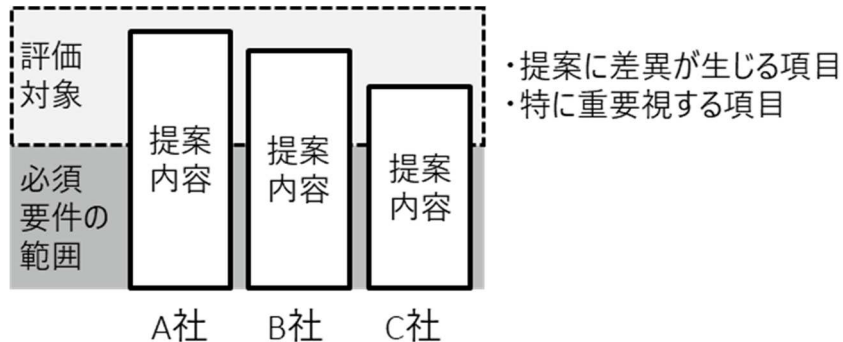 評価
対象
・提案に差異が生じる項目
・特に重要視する項目
必須
要件の
範囲
提案
内容
提案
内容
提案
内容
A社
B社
C社